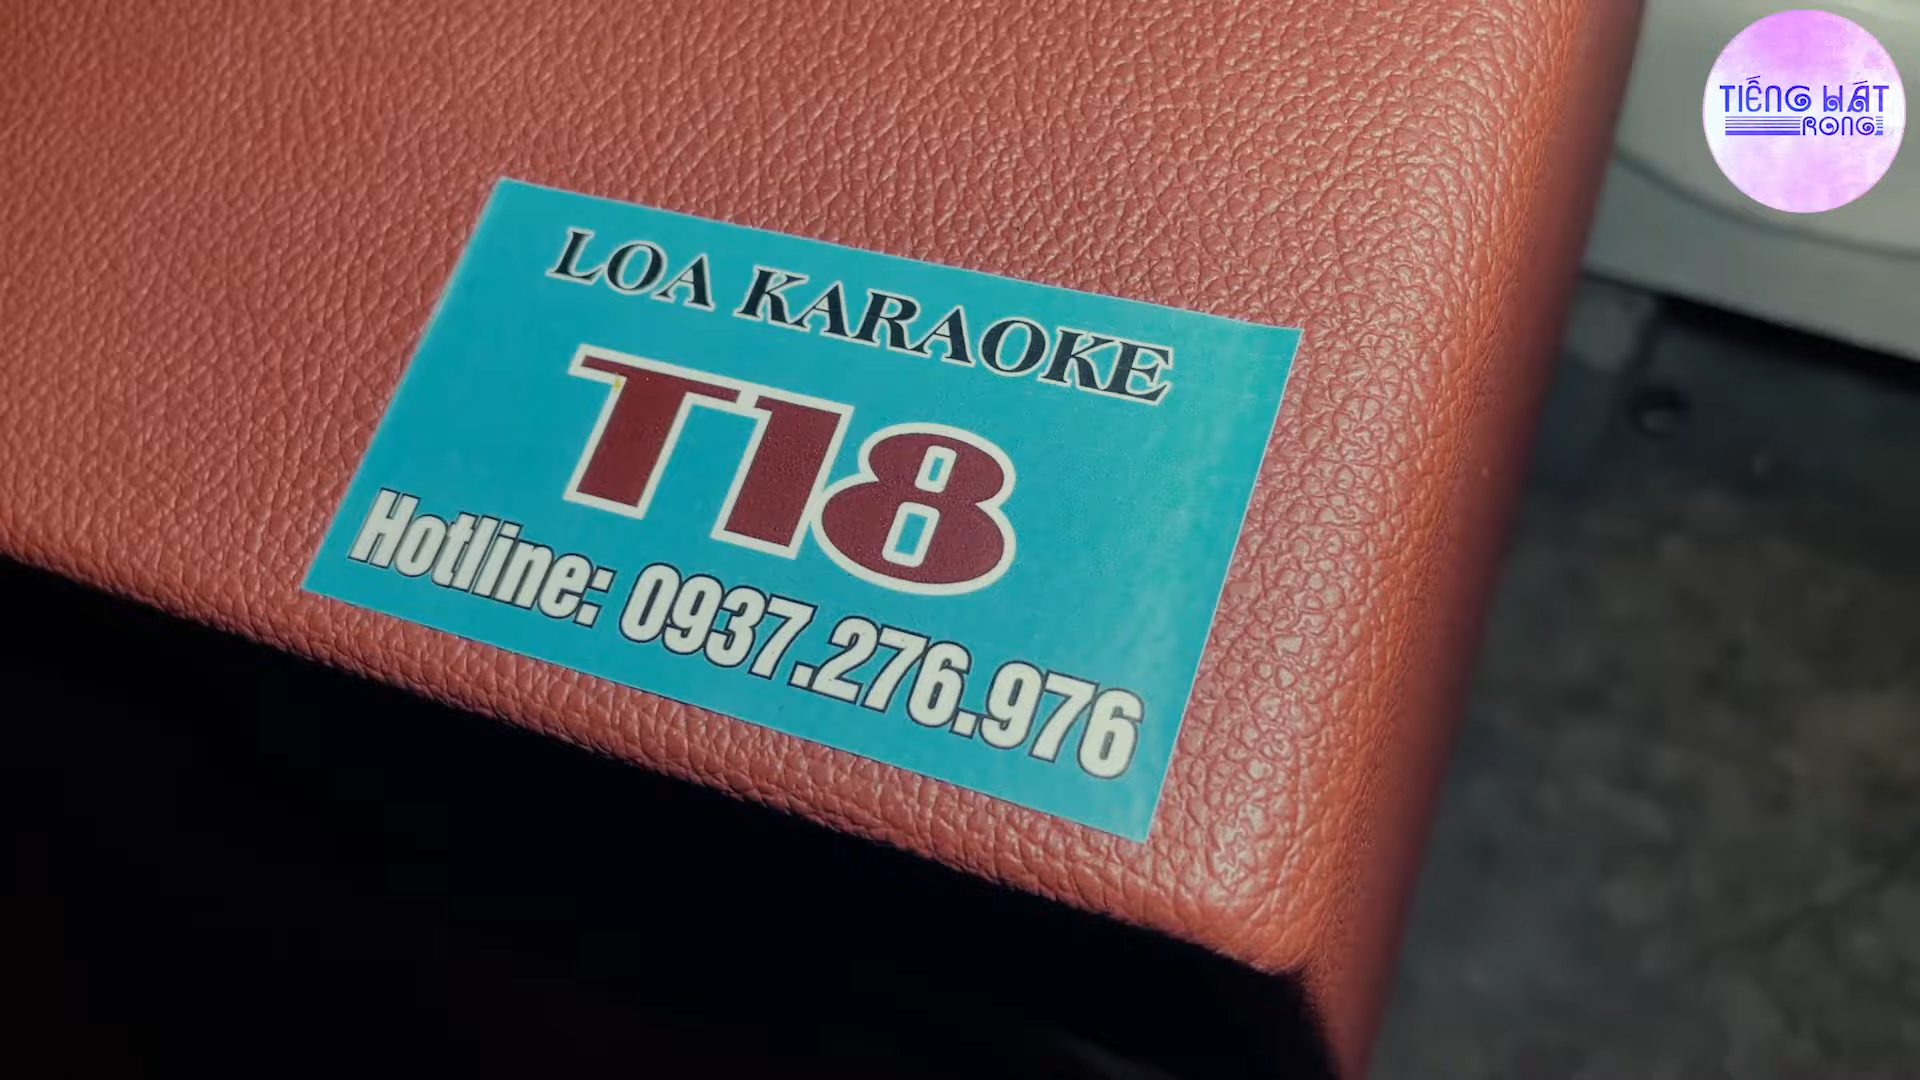 TIẾNG HÁT
RONG
LOA KARAOKE
T18
Hotline: 0937.276.976